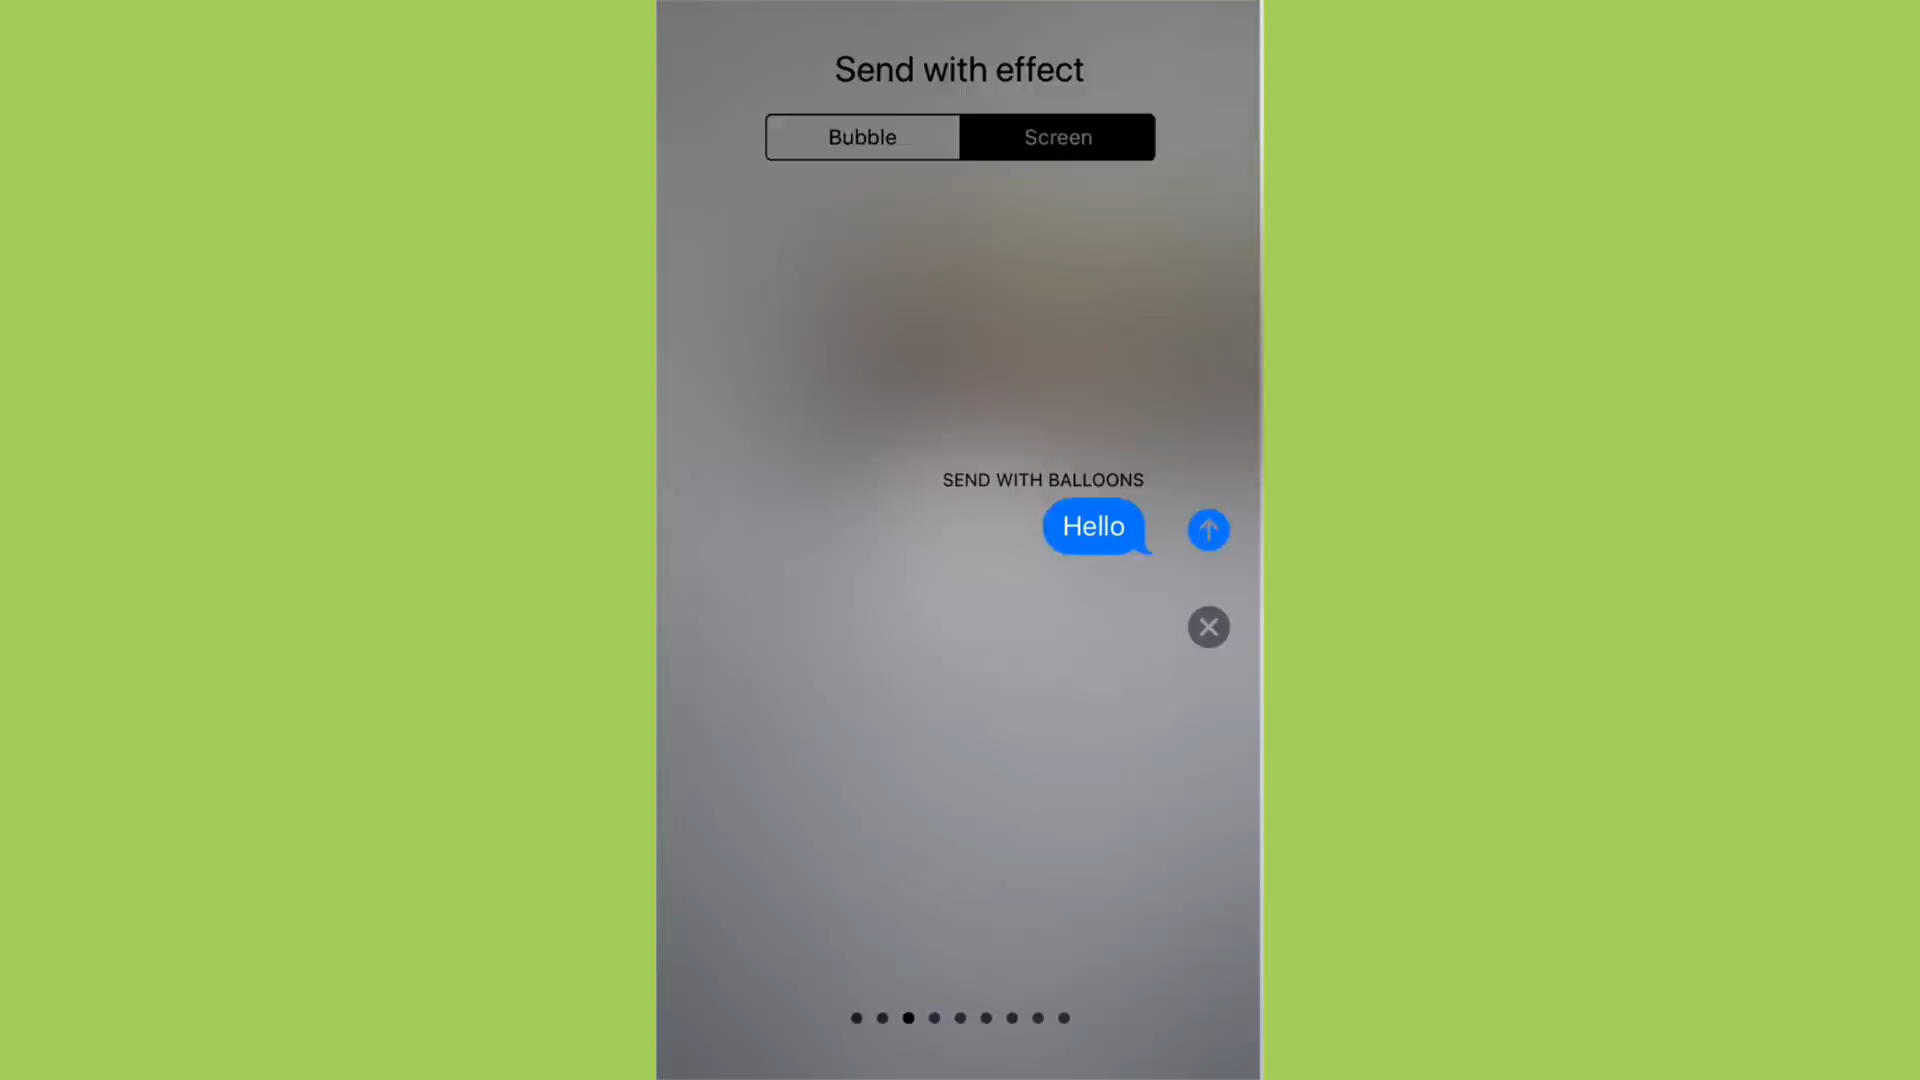 Send with effect
Bubble
Screen
SEND WITH BALLOONS
Hello